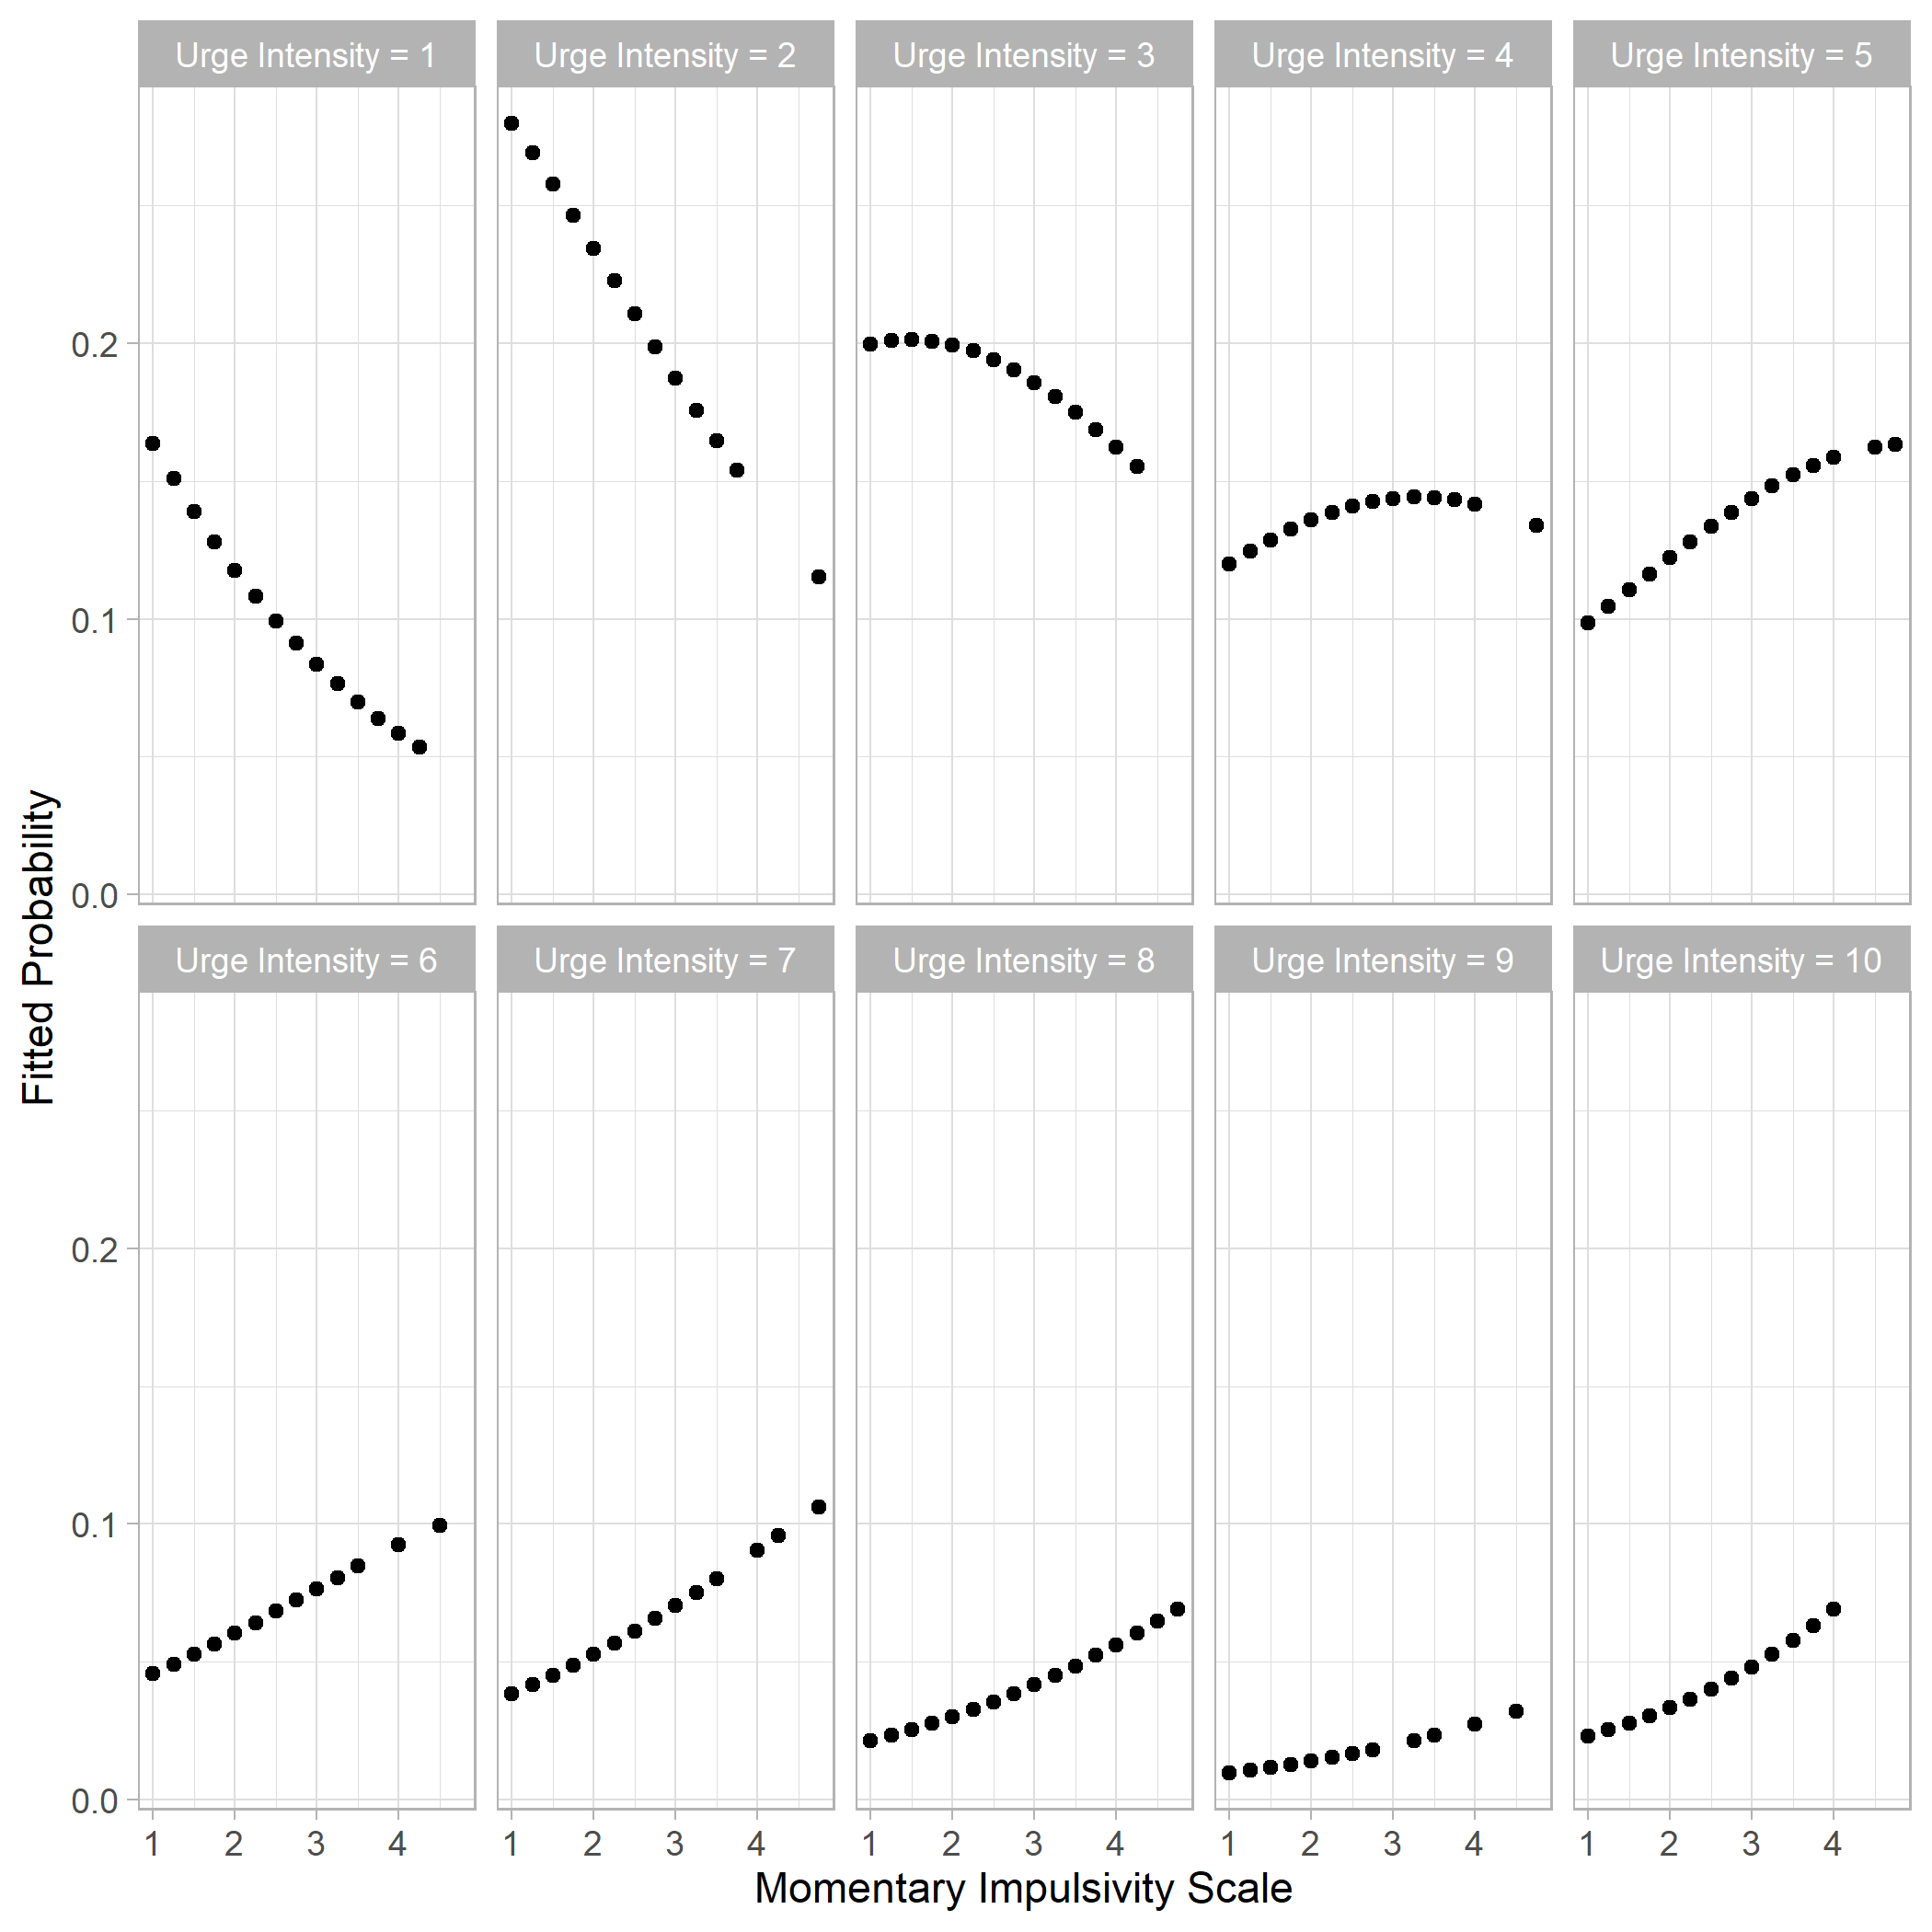 Urge Intensity = 1
Urge Intensity = 2
Urge Intensity = 3
Urge Intensity = 4
Urge Intensity = 5
0.2
0.1
0.0
Fitted Probability
Urge Intensity = 6
Urge Intensity = 7
Urge Intensity = 8
Urge Intensity = 9
Urge Intensity = 10
0.2
0.1
0.0
1 2 3 4
1 2 3 4
1 2 3 4
1 2 3 4
1 2 3 4
Momentary Impulsivity Scale